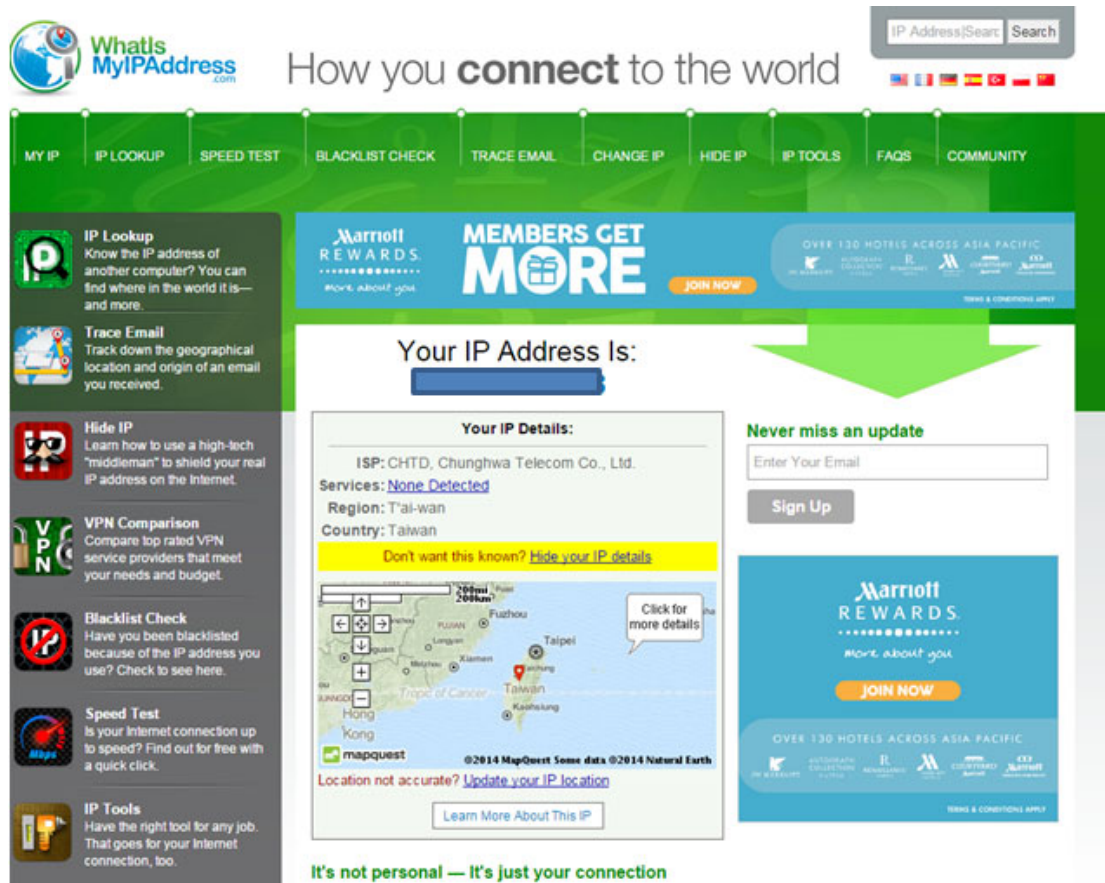 WhatIs
MyIPAddress
.com
How you connect to the world
IP Address|Searc Search
MY IP IP LOOKUP SPEED TEST BLACKLIST CHECK TRACE EMAIL CHANGE IP HIDE IP IP TOOLS FAQS COMMUNITY
IP Lookup
Know the IP address of
another computer? You can
find where in the world it is—
and more.
Trace Email
Track down the geographical
location and origin of an email
you received.
Hide IP
Learn how to use a high-tech
"middleman" to shield your real
IP address on the Internet.
VPN
VPN Comparison
Compare top rated VPN
service providers that meet
your needs and budget.
Blacklist Check
Have you been blacklisted
because of the IP address you
use? Check to see here.
Mbps
Speed Test
Is your Internet connection up
to speed? Find out for free with
a quick click.
IP Tools
Have the right tool for any job.
That goes for your Internet
connection, too.
Marriott
REWARDS.
more about you
MEMBERS GET
MORE
JOIN NOW
OVER 130 HOTELS ACROSS ASIA PACIFIC
TERMS & CONDITIONS APPLY
Your IP Address Is:
Your IP Details:
ISP: CHTD, Chunghwa Telecom Co., Ltd.
Services: None Detected
Region: T'ai-wan
Country: Taiwan
Don't want this known? Hide your IP details
200mi
200km
Fuzhou
FUJIAN
Longyan
Xiamen
Meizhou
Taipei
Taichung
Taiwan
Kaohsiung
Tropic of Cancer
Hong
Kong
Click for
more details
mapquest
©2014 MapQuest Some data ©2014 Natural Earth
Location not accurate? Update your IP location
Learn More About This IP
It's not personal — It's just your connection
Never miss an update
Enter Your Email
Sign Up
Marriott
REWARDS.
more about you
JOIN NOW
OVER 130 HOTELS ACROSS ASIA PACIFIC
TERMS & CONDITIONS APPLY